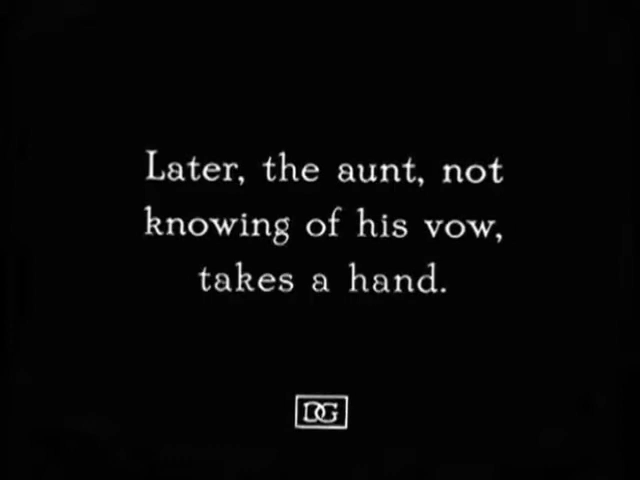 Later, the aunt, not
knowing of his vow,
takes a hand.
DG